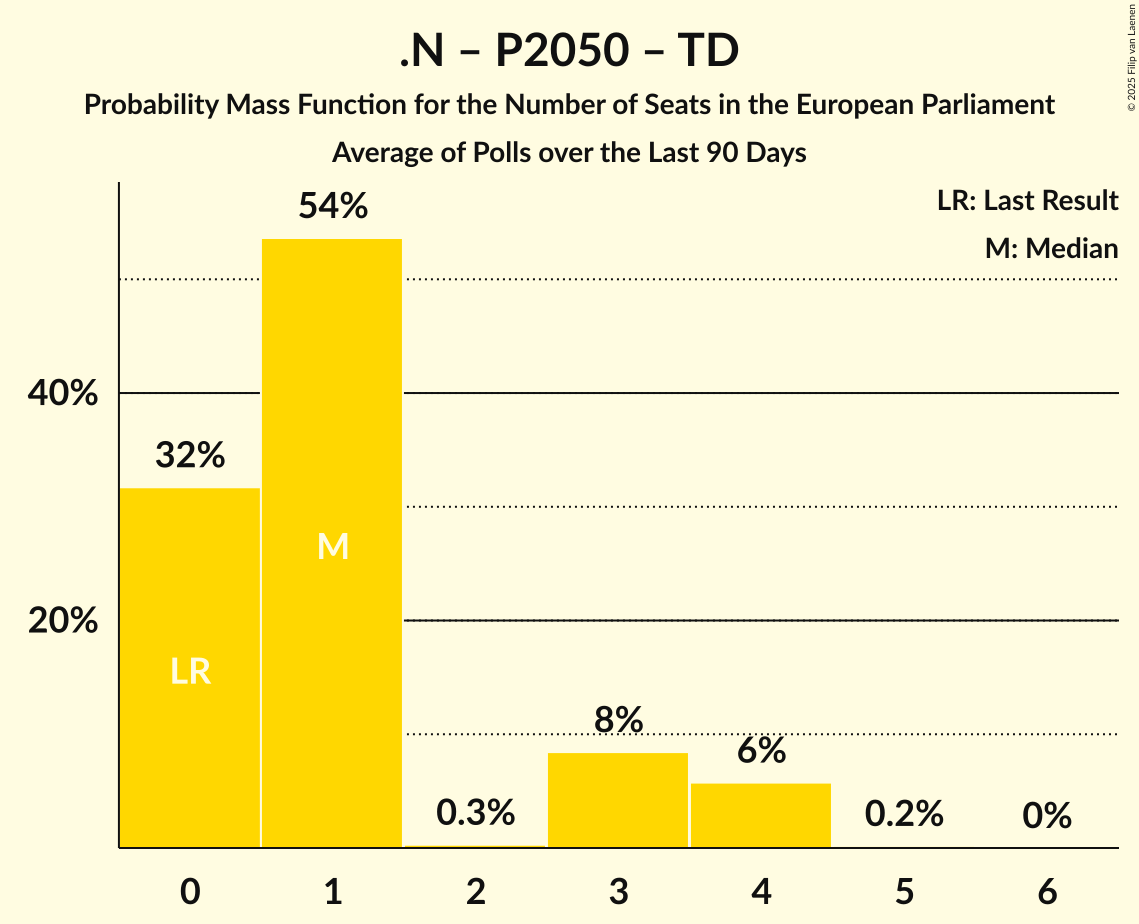 .N – P2050 – TD
Probability Mass Function for the Number of Seats in the European Parliament
Average of Polls over the Last 90 Days
© 2025 Filip van Laenen
LR: Last Result
M: Median
54%
40%
32%
M
20%
LR
8%
6%
0.3%
0.2%
0%
0 1 2 3 4 5 6